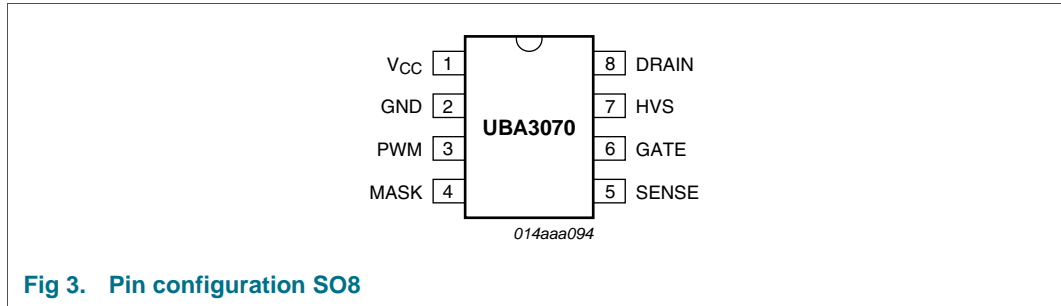 VCC 1 8 DRAIN
GND 2 7 HVS
UBA3070
PWM 3 6 GATE
MASK 4 5 SENSE
014aaa094
Fig 3. Pin configuration SO8